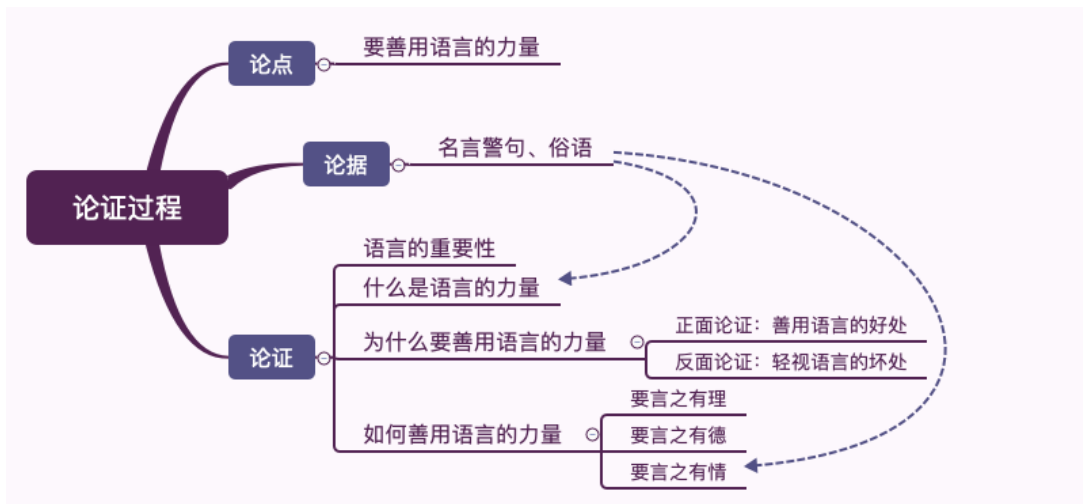 论证过程
论点
要善用语言的力量
论据
名言警句、俗语
论证
语言的重要性
什么是语言的力量
为什么要善用语言的力量
正面论证：善用语言的好处
反面论证：轻视语言的坏处
如何善用语言的力量
要言之有理
要言之有德
要言之有情